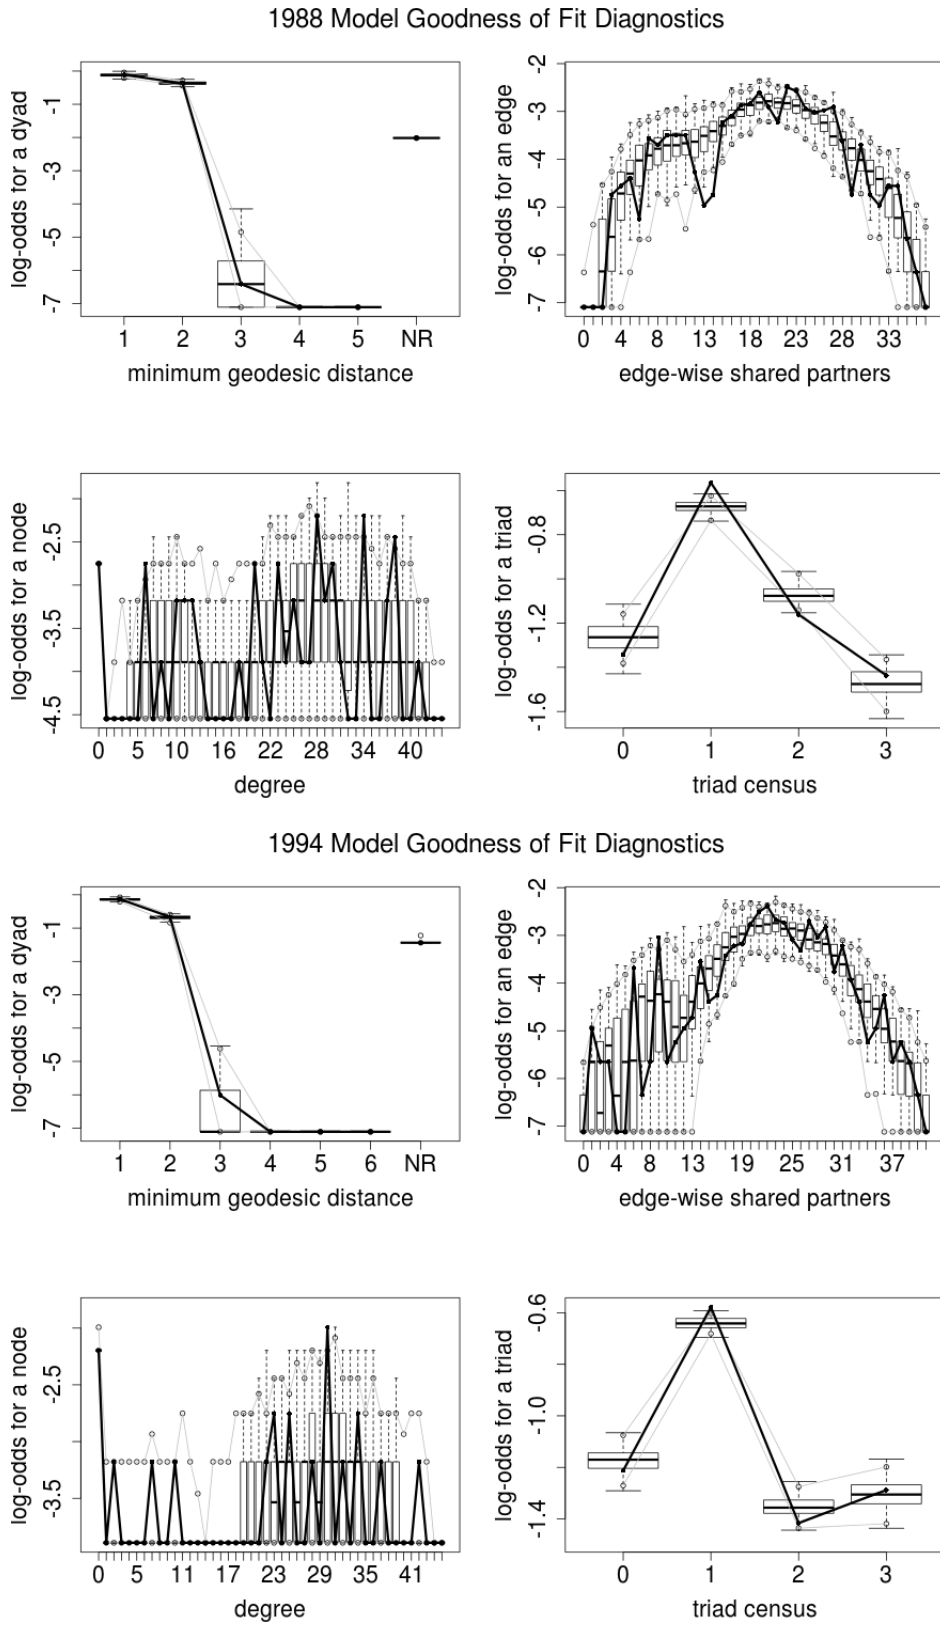 1988 Model Goodness of Fit Diagnostics
log-odds for a dyad
-1
-3
-5
-7
1 2 3 4 5 NR
minimum geodesic distance
log-odds for an edge
-2
-3
-4
-5
-6
-7
0 4 8 13 18 23 28 33
edge-wise shared partners
log-odds for a node
-2.5
-3.5
-4.5
0 5 10 16 22 28 34 40
degree
log-odds for a triad
-0.8
-1.2
-1.6
0 1 2 3
triad census
1994 Model Goodness of Fit Diagnostics
log-odds for a dyad
-1
-3
-5
-7
1 2 3 4 5 6 NR
minimum geodesic distance
log-odds for an edge
-2
-3
-4
-5
-6
-7
0 4 8 13 19 25 31 37
edge-wise shared partners
log-odds for a node
-2.5
-3.5
0 5 11 17 23 29 35 41
degree
log-odds for a triad
-0.6
-1.0
-1.4
0 1 2 3
triad census